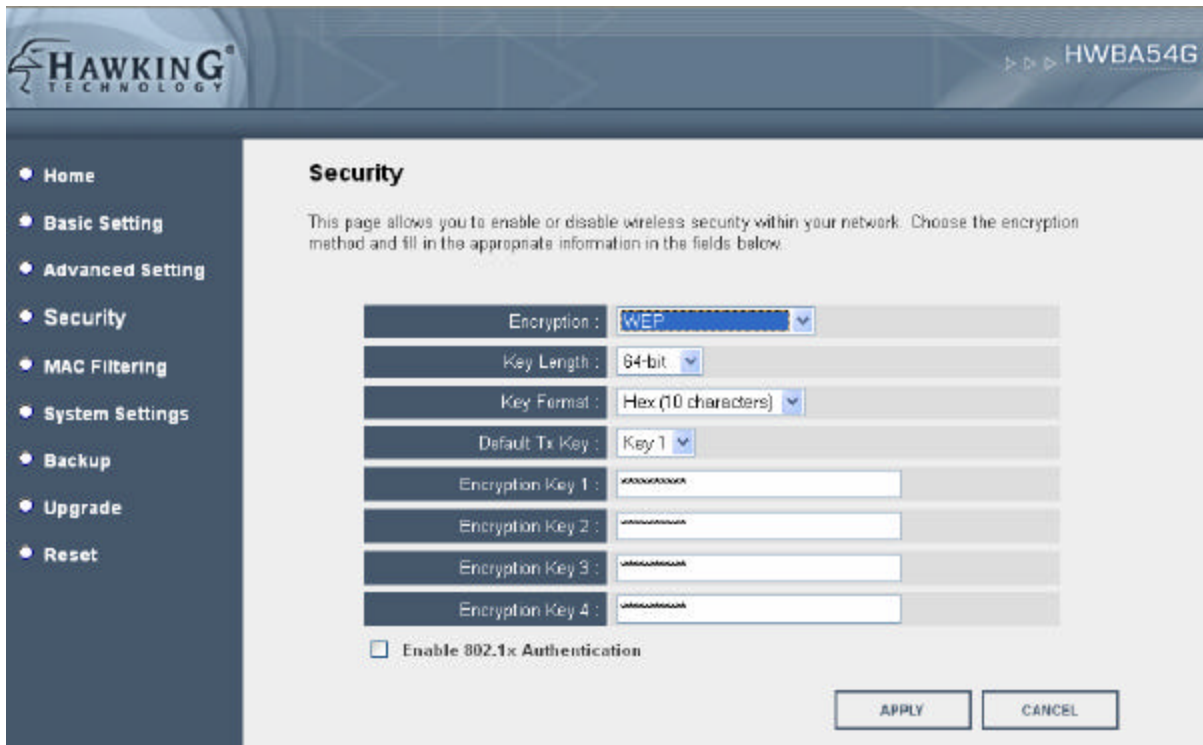 HAWKING®
TECHNOLOGY
HWBA54G
Home
Basic Setting
Advanced Setting
Security
MAC Filtering
System Settings
Backup
Upgrade
Reset
Security
This page allows you to enable or disable wireless security within your network. Choose the encryption
method and fill in the appropriate information in the fields below.
Encryption : WEP
Key Length : 64-bit
Key Format : Hex (10 characters)
Default Tx Key : Key 1
Encryption Key 1 : **********
Encryption Key 2 : **********
Encryption Key 3 : **********
Encryption Key 4 : **********
Enable 802.1x Authentication
APPLY CANCEL